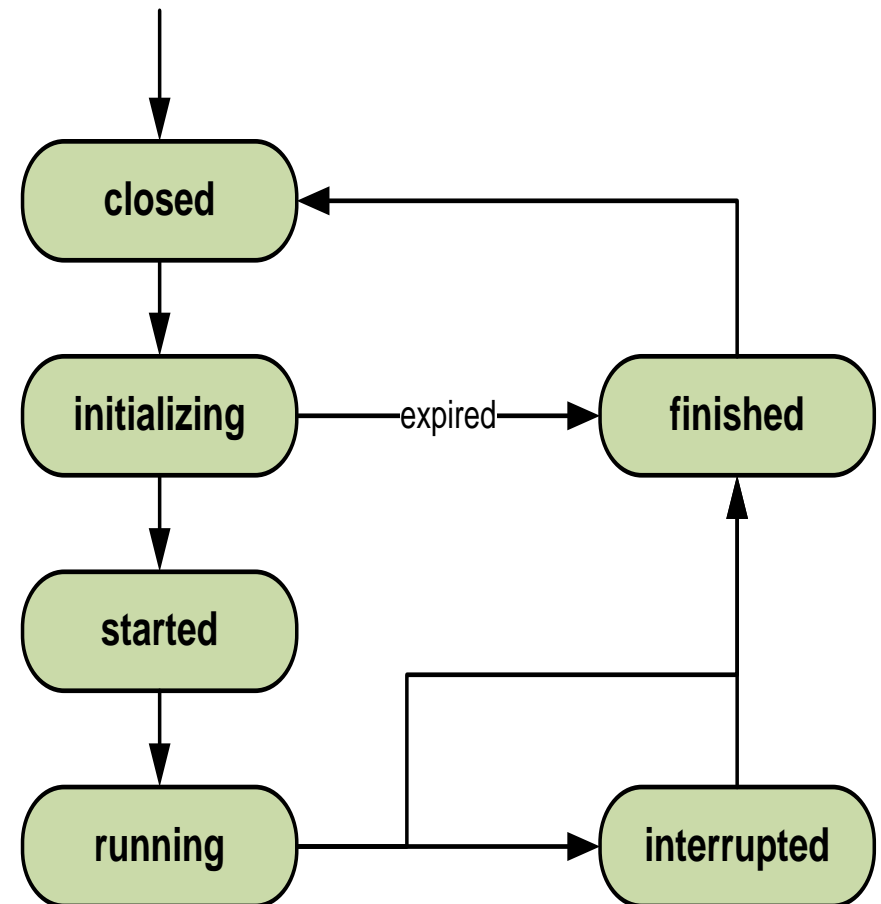 closed
initializing
expired
finished
started
running
interrupted